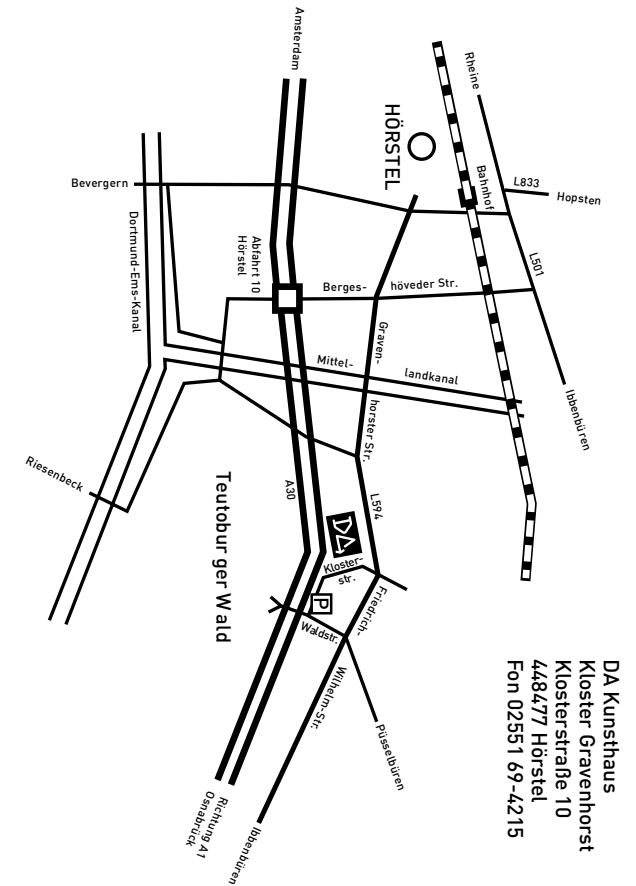 Amsterdam
Rheine
HÖRSTEL
Bahnhof
L833
Hopsten
Bevergern
Dortmund-Ems-Kanal
L501
Abfahrt 10
Hörstel
Berges-
höveder Str.
Graven-
Mittel-
landkanal
horster Str.
Ibbenbüren
Riesenbeck
Teutobur ger W ald
A30
L594
DA
Kloster-
str.
P
Friedrich-
Waldstr.
Wilhelm-Str.
Püsselbüren
Richtung A1
Osnabrück
Ibbenbüren
DA Kunsthaus
Kloster Gravenhorst
Klosterstraße 10
448477 Hörstel
Fon 02551 69-4215